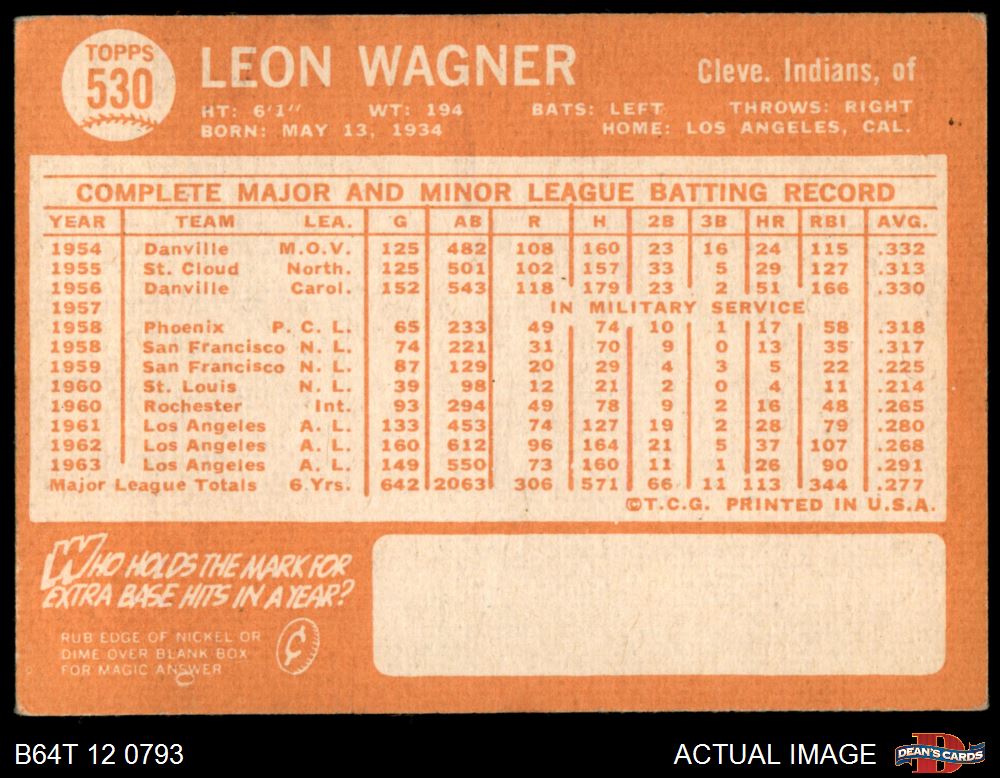 TOPPS
530
LEON WAGNER
Cleve. Indians, of
HT: 6'1" WT: 194 BATS: LEFT THROWS: RIGHT
BORN: MAY 13, 1934 HOME: LOS ANGELES, CAL.
COMPLETE MAJOR AND MINOR LEAGUE BATTING RECORD
YEAR TEAM LEA. G AB R H 2B 3B HR RBI AVG.
1954 Danville M.O.V. 125 482 108 160 23 16 24 115 .332
1955 St. Cloud North. 125 501 102 157 33 5 29 127 .313
1956 Danville Carol. 152 543 118 179 23 2 51 166 .330
1957 IN MILITARY SERVICE
1958 Phoenix P. C. L. 65 233 49 74 10 1 17 58 .318
1958 San Francisco N. L. 74 221 31 70 9 0 13 35 .317
1959 San Francisco N. L. 87 129 20 29 4 3 5 22 .225
1960 St. Louis N. L. 39 98 12 21 2 0 4 11 .214
1960 Rochester Int. 93 294 49 78 9 2 16 48 .265
1961 Los Angeles A. L. 133 453 74 127 19 2 28 79 .280
1962 Los Angeles A. L. 160 612 96 164 21 5 37 107 .268
1963 Los Angeles A. L. 149 550 73 160 11 1 26 90 .291
Major League Totals 6 Yrs. 642 2063 306 571 66 11 113 344 .277
©T.C.G. PRINTED IN U.S.A.
WHO HOLDS THE MARK FOR
EXTRA BASE HITS IN A YEAR?
RUB EDGE OF NICKEL OR
DIME OVER BLANK BOX
FOR MAGIC ANSWER
¢
B64T 12 0793
ACTUAL IMAGE
D
DEAN'S CARDS